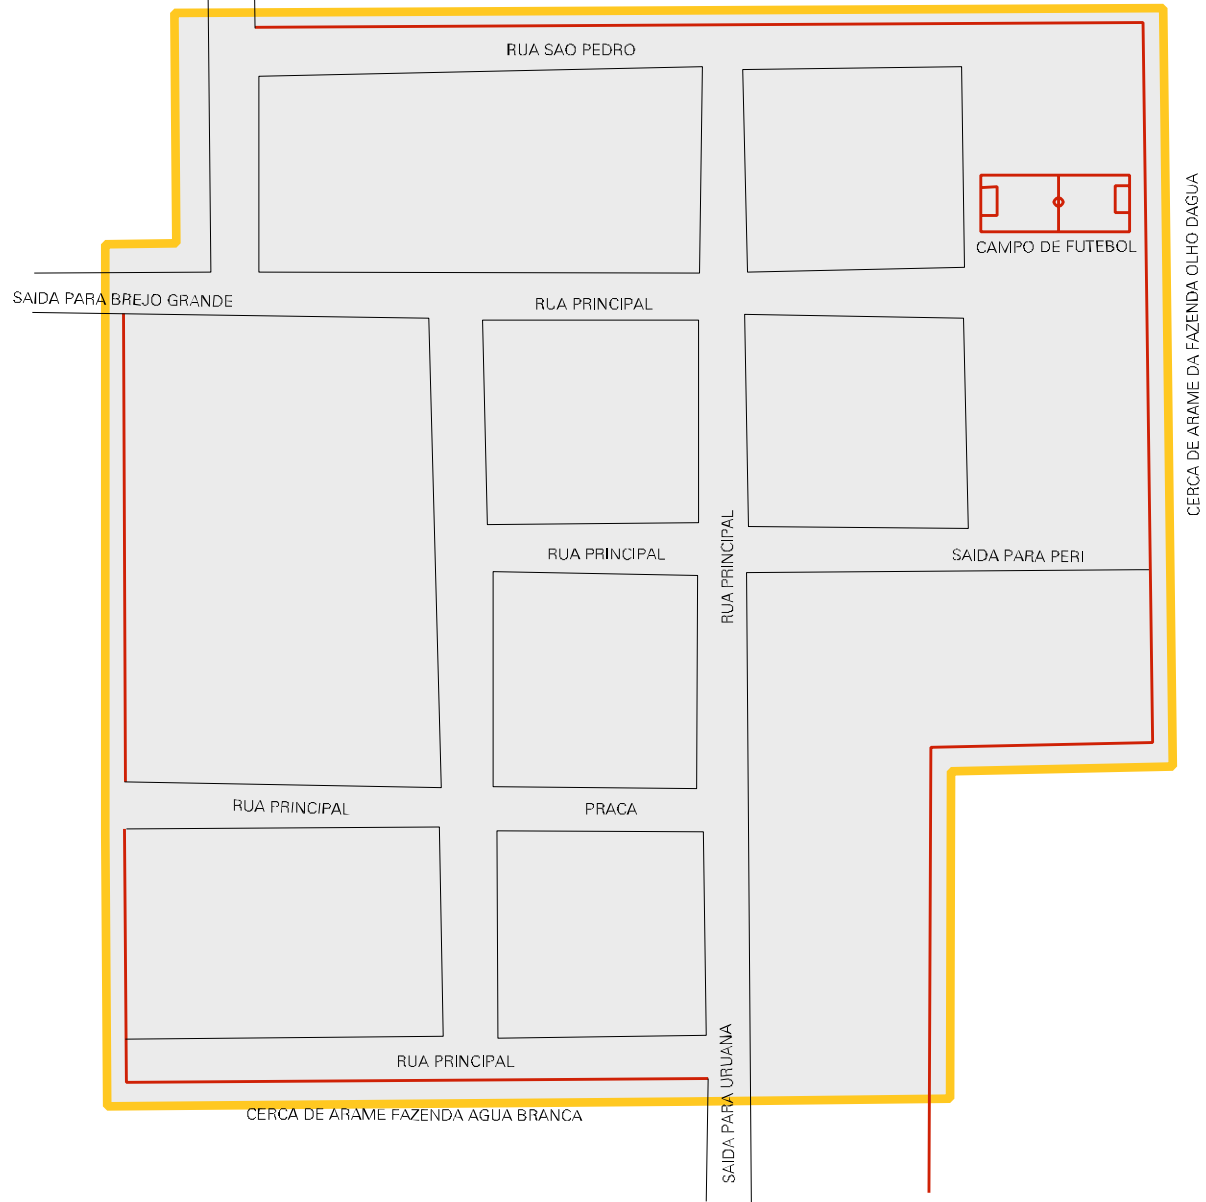 RUA SAO PEDRO
CAMPO DE FUTEBOL
CERCA DE ARAME DA FAZENDA OLHO DAGUA
SAIDA PARA BREJO GRANDE
RUA PRINCIPAL
RUA PRINCIPAL
RUA PRINCIPAL
SAIDA PARA PERI
RUA PRINCIPAL
PRACA
RUA PRINCIPAL
SAIDA PARA URUANA
CERCA DE ARAME FAZENDA AGUA BRANCA